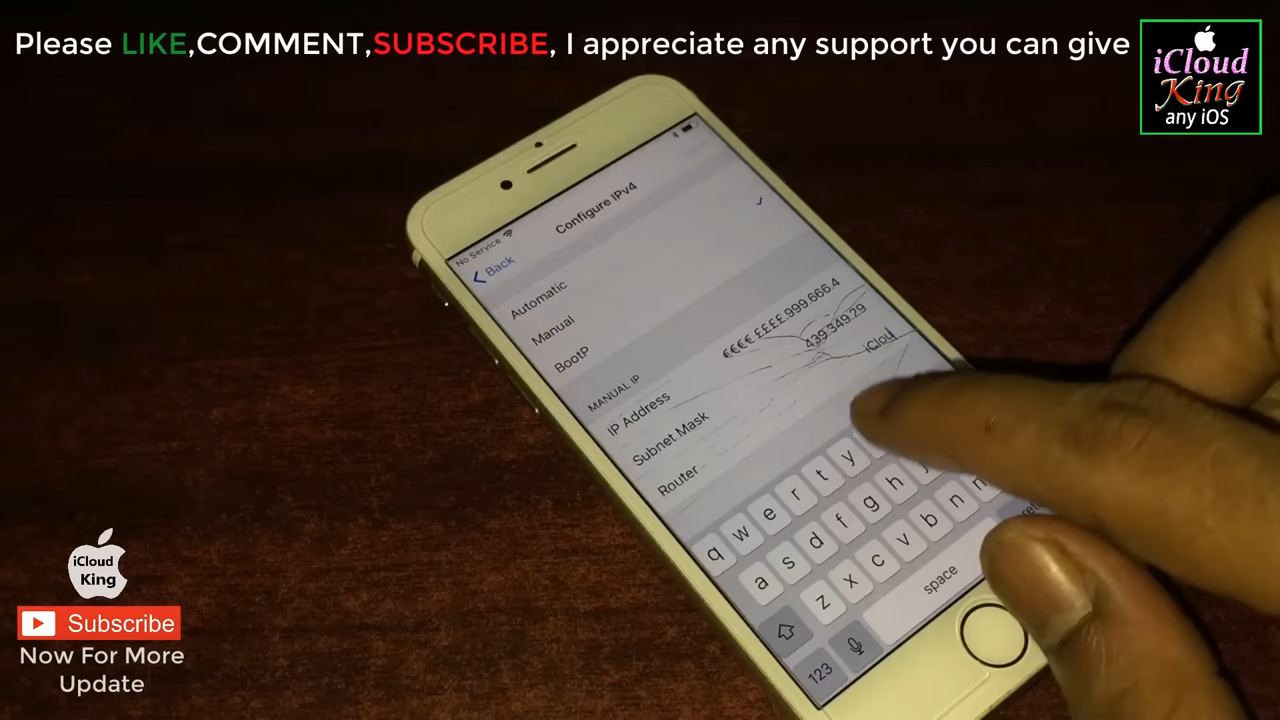 Please LIKE,COMMENT,SUBSCRIBE, I appreciate any support you can give
iCloud
King
any iOS
No Service
Back
Configure IPv4
Automatic
Manual
BootP
MANUAL IP
IP Address
€€€€ ££££.999.666.4
Subnet Mask
439.349.29
Router
iClou
q w e r t y
a s d f g h j
z x c v b n
123
space
iCloud
King
Subscribe
Now For More
Update